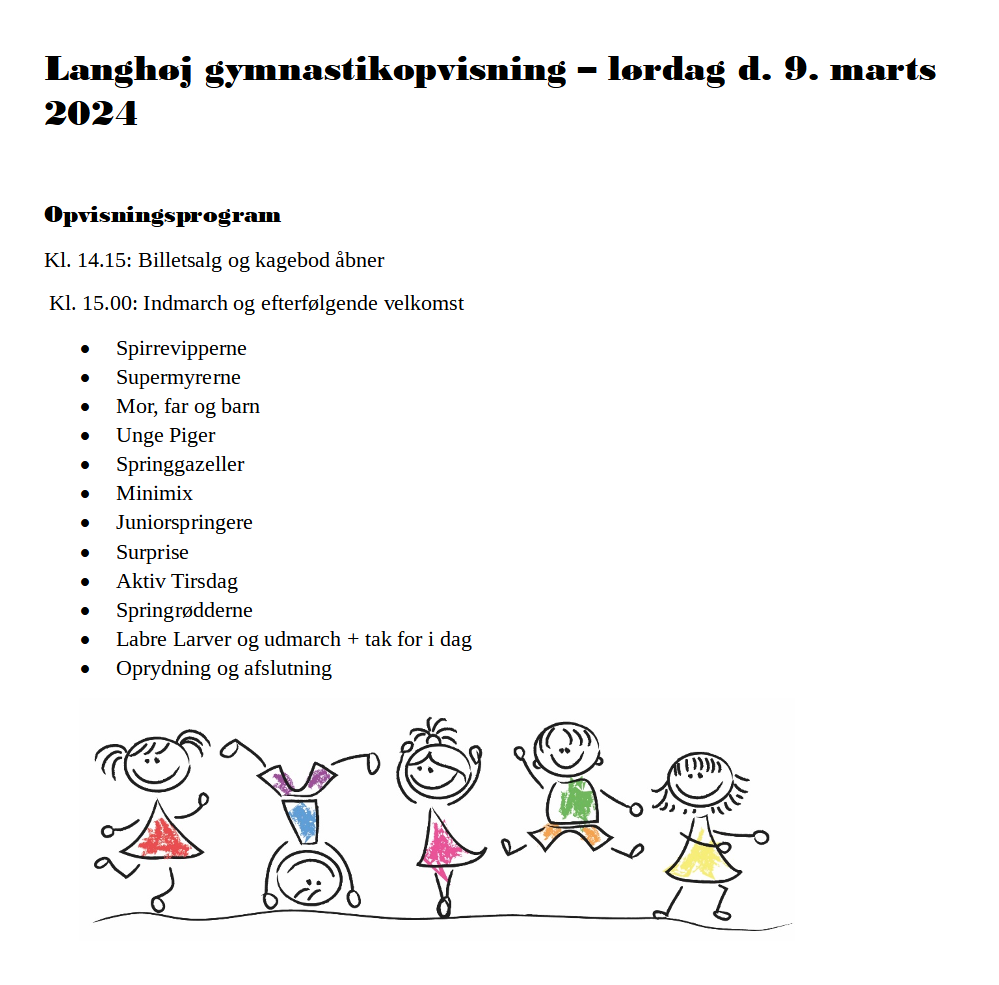 Langhøj gymnastikopvisning – lørdag d. 9. marts
2024
Opvisningsprogram
Kl. 14.15: Billetsalg og kagebod åbner
Kl. 15.00: Indmarch og efterfølgende velkomst
• Spirrevipperne
• Supermyrerne
• Mor, far og barn
• Unge Piger
• Springgazeller
• Minimix
• Juniorspringere
• Surprise
• Aktiv Tirsdag
• Springrødderne
• Labre Larver og udmarch + tak for i dag
• Oprydning og afslutning